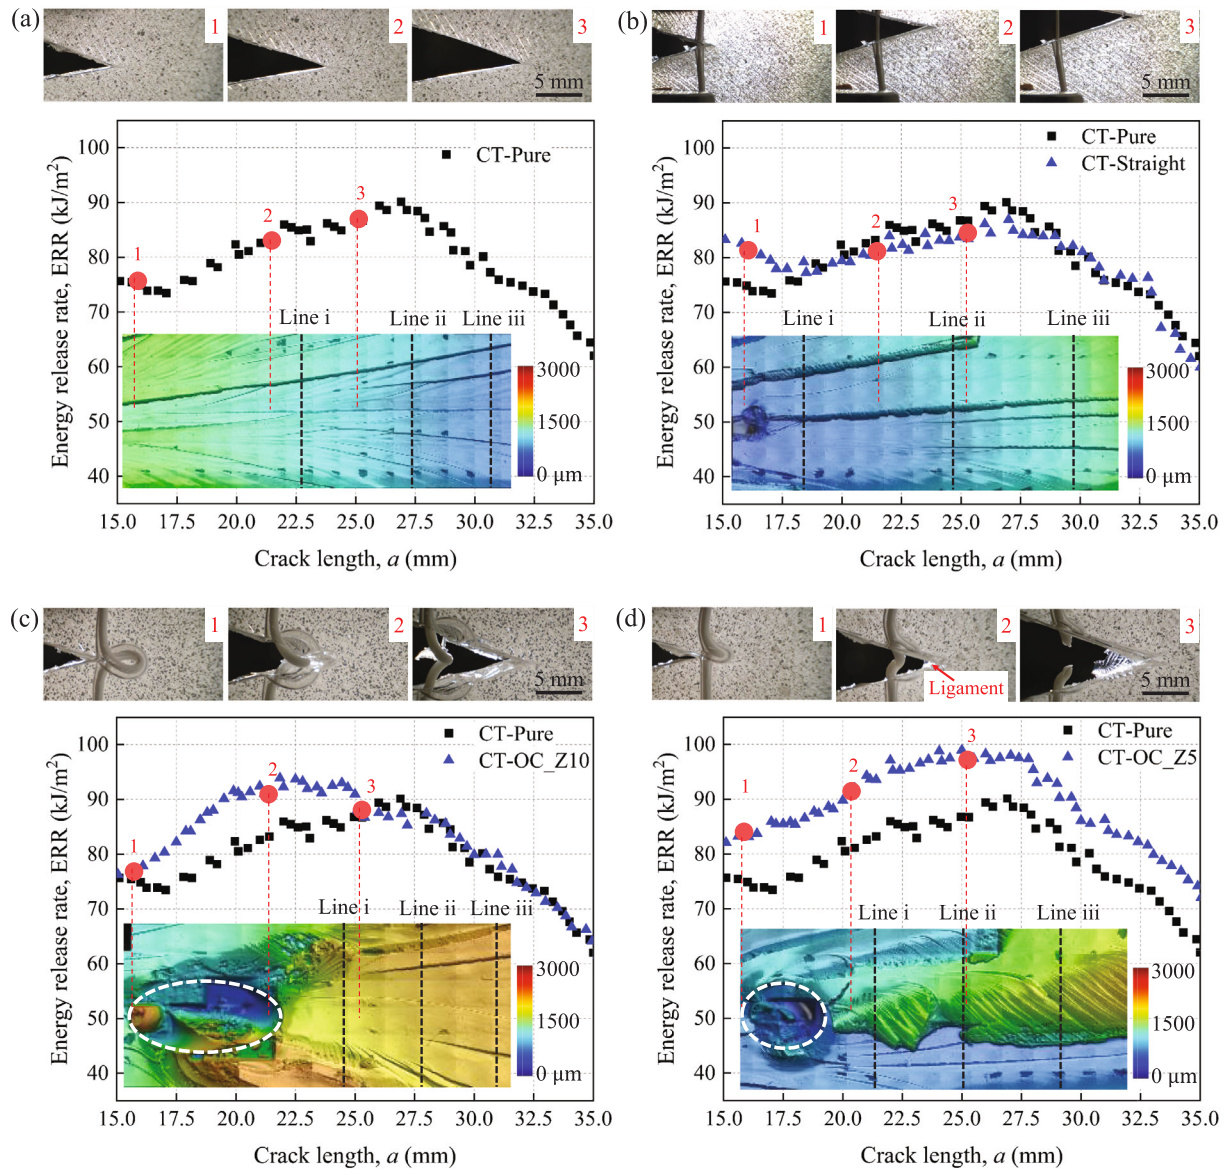 (a)
1
2
3
5 mm
Energy release rate, ERR (kJ/m²)
100
90
80
70
60
50
40
CT-Pure
1
2
3
Line i
Line ii
Line iii
3000
1500
0 μm
15.0 17.5 20.0 22.5 25.0 27.5 30.0 32.5 35.0
Crack length, a (mm)
(b)
1
2
3
5 mm
Energy release rate, ERR (kJ/m²)
100
90
80
70
60
50
40
CT-Pure
CT-Straight
1
2
3
Line i
Line ii
Line iii
3000
1500
0 μm
15.0 17.5 20.0 22.5 25.0 27.5 30.0 32.5 35.0
Crack length, a (mm)
(c)
1
2
3
5 mm
Energy release rate, ERR (kJ/m²)
100
90
80
70
60
50
40
CT-Pure
CT-OC_Z10
1
2
3
Line i
Line ii
Line iii
3000
1500
0 μm
15.0 17.5 20.0 22.5 25.0 27.5 30.0 32.5 35.0
Crack length, a (mm)
(d)
1
2
3
Ligament
5 mm
Energy release rate, ERR (kJ/m²)
100
90
80
70
60
50
40
CT-Pure
CT-OC_Z5
1
2
3
Line i
Line ii
Line iii
3000
1500
0 μm
15.0 17.5 20.0 22.5 25.0 27.5 30.0 32.5 35.0
Crack length, a (mm)